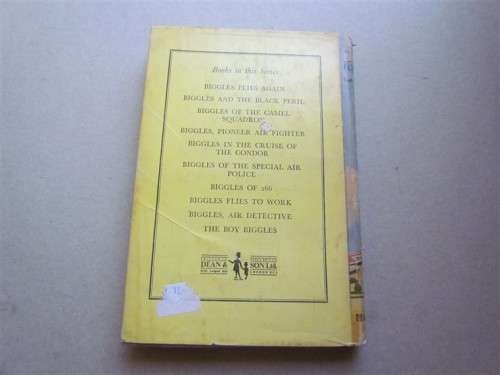 Books in this Series
BIGGLES FLIES AGAIN
BIGGLES AND THE BLACK PERIL
BIGGLES OF THE CAMEL
SQUADRON
BIGGLES, PIONEER AIR FIGHTER
BIGGLES IN THE CRUISE OF
THE CONDOR
BIGGLES OF THE SPECIAL AIR
POLICE
BIGGLES OF 266
BIGGLES FLIES TO WORK
BIGGLES, AIR DETECTIVE
THE BOY BIGGLES
DEAN & SON Ltd.